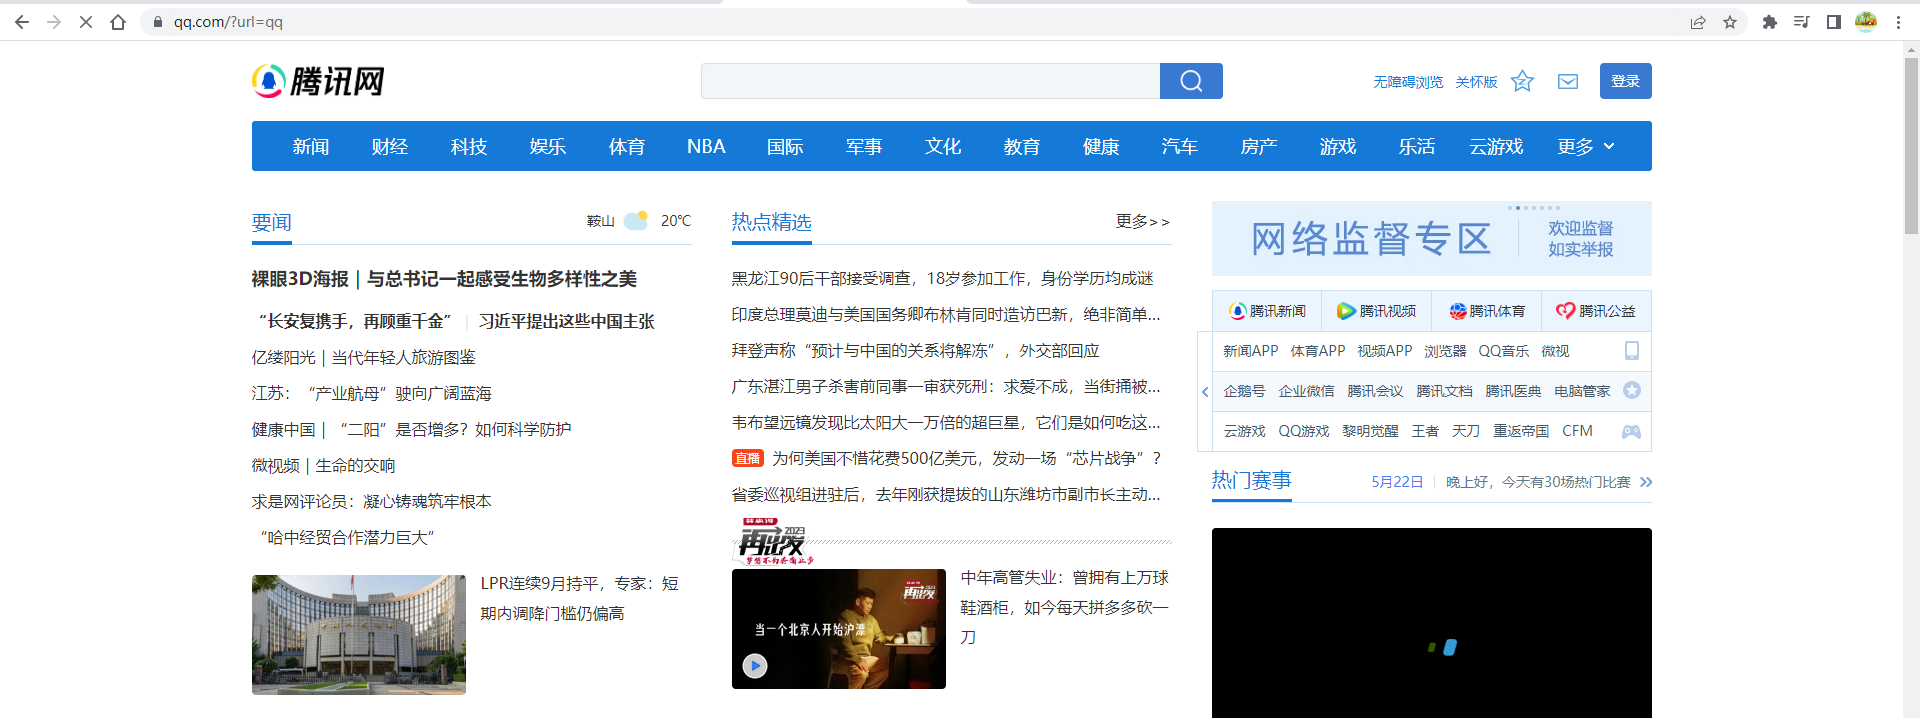 qq.com/?url=qq
腾讯网
无障碍浏览 关怀版 登录
新闻 财经 科技 娱乐 体育 NBA 国际 军事 文化 教育 健康 汽车 房产 游戏 乐活 云游戏 更多
要闻 鞍山 20℃
裸眼3D海报 | 与总书记一起感受生物多样性之美
“长安复携手，再顾重千金” 习近平提出这些中国主张
亿缕阳光 | 当代年轻人旅游图鉴
江苏：“产业航母”驶向广阔蓝海
健康中国 | “二阳”是否增多？如何科学防护
微视频 | 生命的交响
求是网评论员：凝心铸魂筑牢根本
“哈中经贸合作潜力巨大”
LPR连续9月持平，专家：短
期内调降门槛仍偏高
热点精选 更多>>
黑龙江90后干部接受调查，18岁参加工作，身份学历均成谜
印度总理莫迪与美国国务卿布林肯同时造访巴新，绝非简单...
拜登声称“预计与中国的关系将解冻”，外交部回应
广东湛江男子杀害前同事一审获死刑：求爱不成，当街捅被...
韦布望远镜发现比太阳大一万倍的超巨星，它们是如何吃这...
直播 为何美国不惜花费500亿美元，发动一场“芯片战争”？
省委巡视组进驻后，去年刚获提拔的山东潍坊市副市长主动...
再出发
梦想不向苍商止步
再出发
当一个北京人开始沪漂
中年高管失业：曾拥有上万球
鞋酒柜，如今每天拼多多砍一
刀
网络监督专区
欢迎监督
如实举报
腾讯新闻 腾讯视频 腾讯体育 腾讯公益
新闻APP 体育APP 视频APP 浏览器 QQ音乐 微视
企鹅号 企业微信 腾讯会议 腾讯文档 腾讯医典 电脑管家
云游戏 QQ游戏 黎明觉醒 王者 天刀 重返帝国 CFM
热门赛事 5月22日 晚上好，今天有30场热门比赛